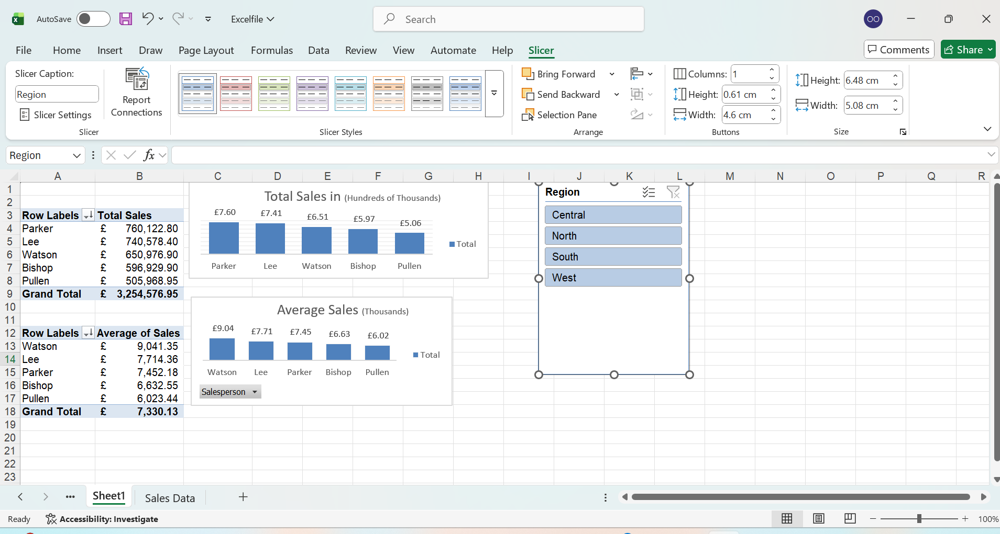 AutoSave Excelfile Search OO
File Home Insert Draw Page Layout Formulas Data Review View Automate Help Slicer Comments Share
Slicer Caption:
Region
Slicer Settings
Report
Connections
Slicer
Slicer Styles
Bring Forward
Send Backward
Selection Pane
Arrange
Columns: 1
Height: 0.61 cm
Width: 4.6 cm
Buttons
Height: 6.48 cm
Width: 5.08 cm
Size
Region fx
A B C D E F G H I J K L M N O P Q R
1
2
3 Row Labels Total Sales
4 Parker £ 760,122.80
5 Lee £ 740,578.40
6 Watson £ 650,976.90
7 Bishop £ 596,929.90
8 Pullen £ 505,968.95
9 Grand Total £ 3,254,576.95
10
11
12 Row Labels Average of Sales
13 Watson £ 9,041.35
14 Lee £ 7,714.36
15 Parker £ 7,452.18
16 Bishop £ 6,632.55
17 Pullen £ 6,023.44
18 Grand Total £ 7,330.13
19
20
21
22
23
Total Sales in (Hundreds of Thousands)
£7.60 £7.41 £6.51 £5.97 £5.06
Total
Parker Lee Watson Bishop Pullen
Average Sales (Thousands)
£9.04 £7.71 £7.45 £6.63 £6.02
Total
Watson Lee Parker Bishop Pullen
Salesperson
Region
Central
North
South
West
Sheet1 Sales Data
Ready Accessibility: Investigate 100%